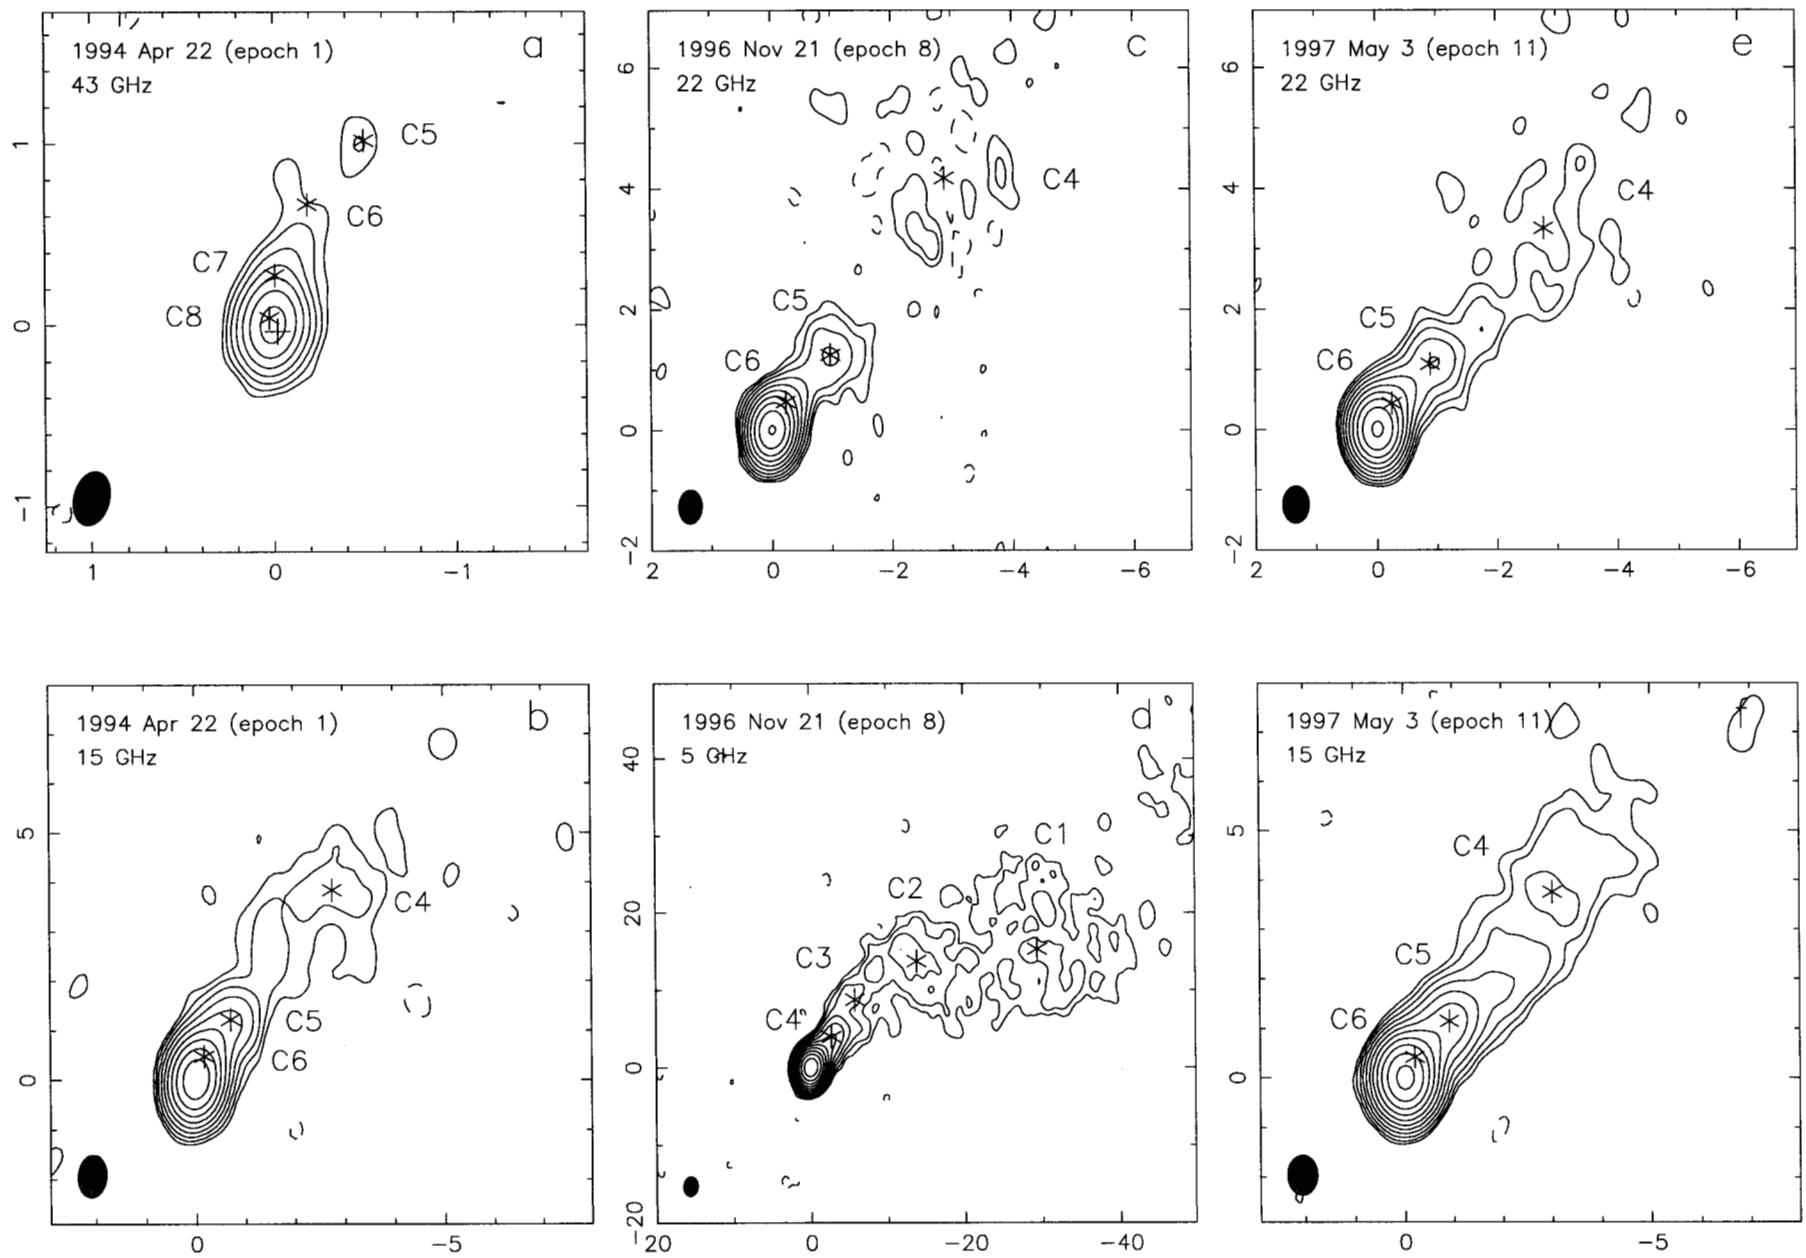 1994 Apr 22 (epoch 1) a
43 GHz
C5
C6
C7
C8
1
0
−1
1 0 −1
1996 Nov 21 (epoch 8) c
22 GHz
C4
C5
C6
6
4
2
0
−2
2 0 −2 −4 −6
1997 May 3 (epoch 11) e
22 GHz
C4
C5
C6
6
4
2
0
−2
2 0 −2 −4 −6
1994 Apr 22 (epoch 1) b
15 GHz
C4
C5
C6
5
0
0 −5
1996 Nov 21 (epoch 8) d
5 GHz
C1
C2
C3
C4
40
20
0
−20
−20 0 −20 −40
1997 May 3 (epoch 11) f
15 GHz
C4
C5
C6
5
0
0 −5